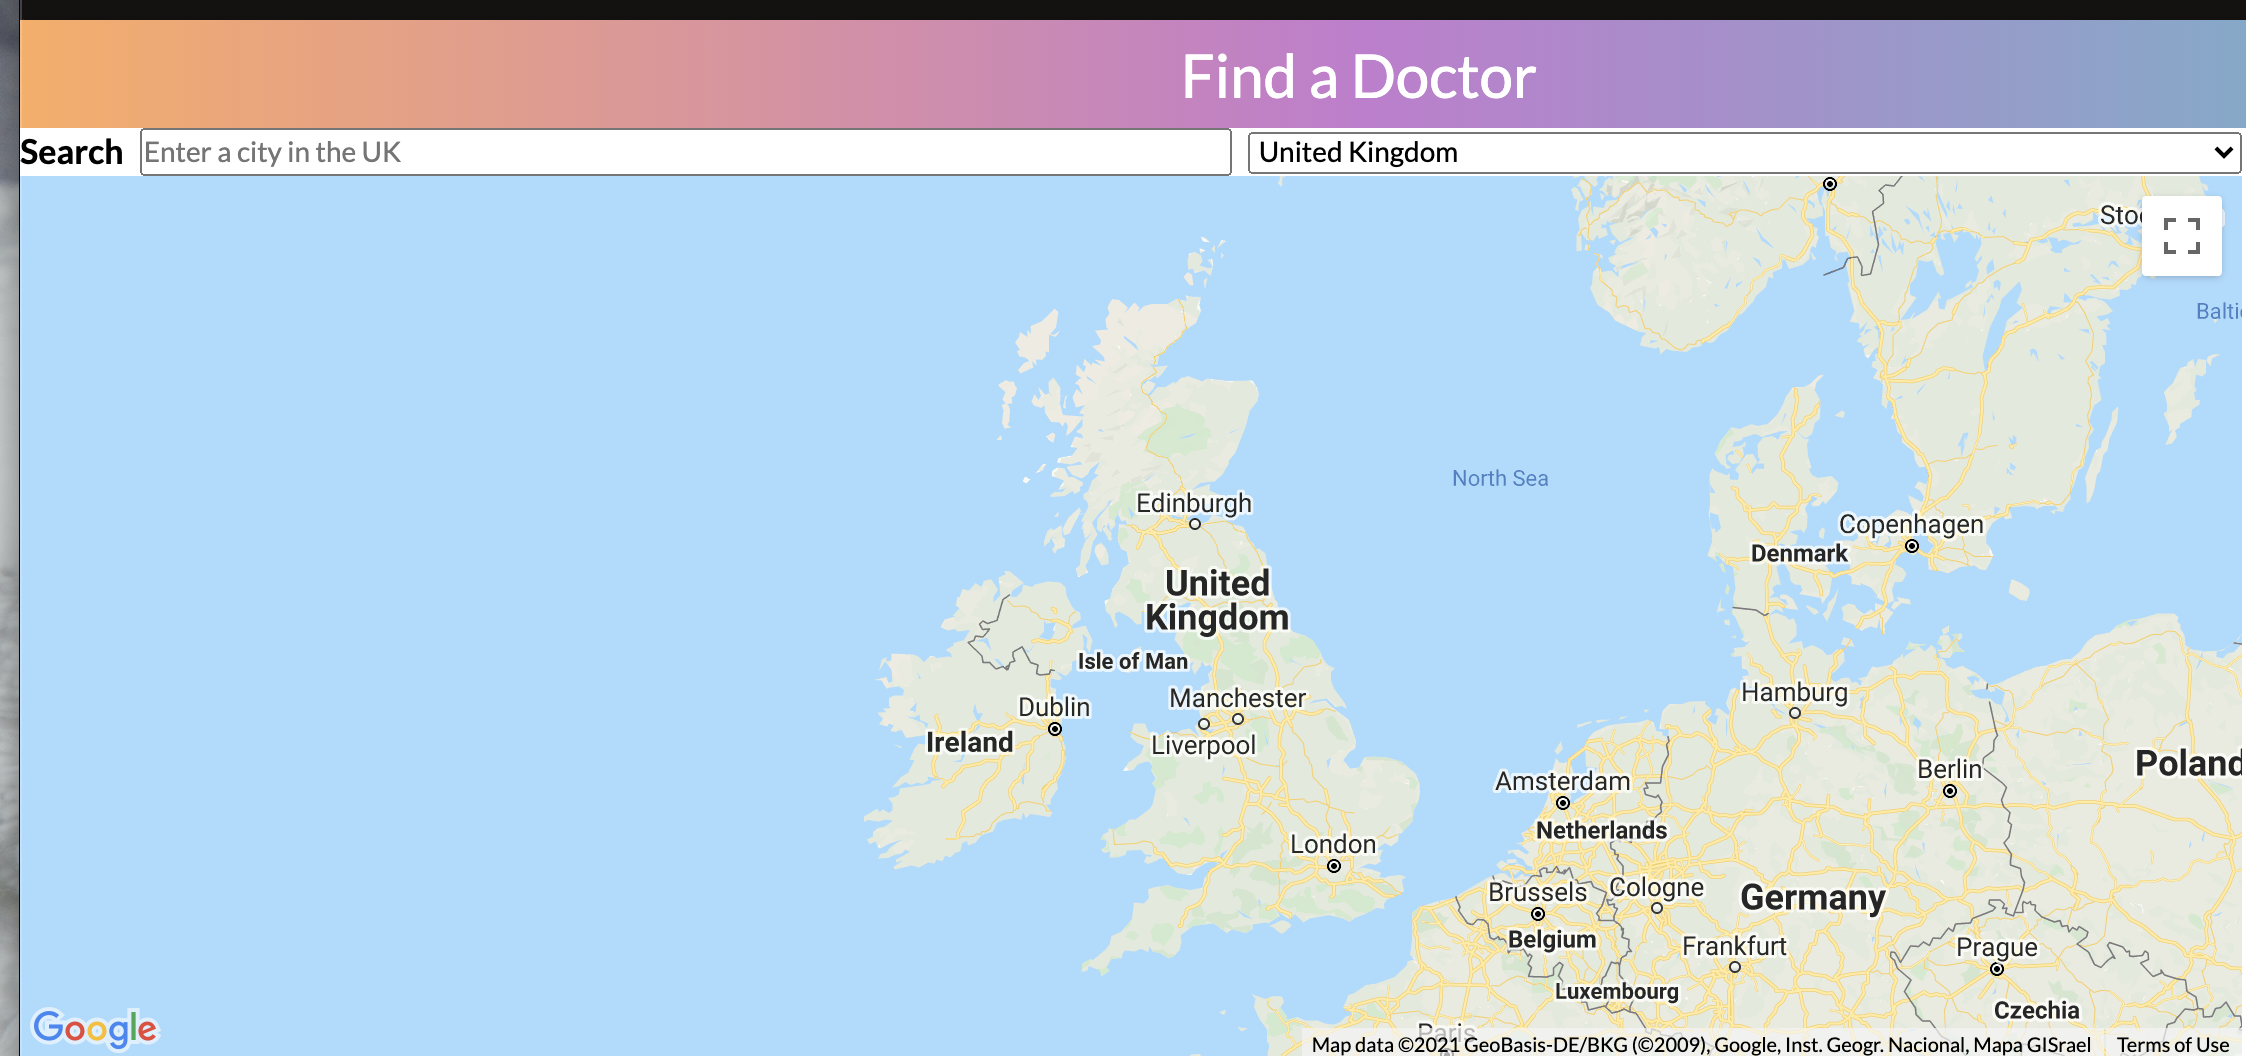 Find a Doctor
Search
Enter a city in the UK
United Kingdom
Balti
North Sea
Edinburgh
Copenhagen
Denmark
United
Kingdom
Isle of Man
Hamburg
Manchester
Dublin
Ireland
Liverpool
Berlin
Poland
Amsterdam
Netherlands
London
Brussels
Cologne
Germany
Belgium
Frankfurt
Prague
Luxembourg
Czechia
Paris
Google
Map data ©2021 GeoBasis-DE/BKG (©2009), Google, Inst. Geogr. Nacional, Mapa GISrael
Terms of Use